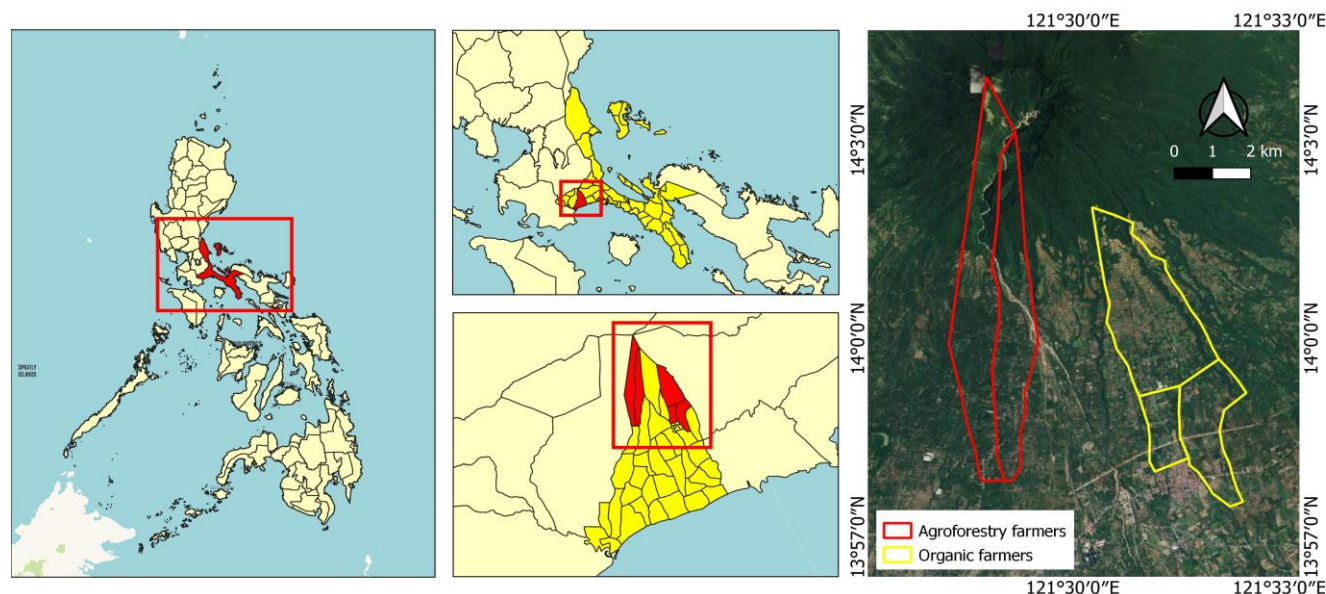 121°30′0″E 121°33′0″E
14°3′0″N
14°3′0″N
0 1 2 km
PHILIPPINES
SPRATLY
ISLANDS
14°0′0″N
14°0′0″N
Agroforestry farmers
Organic farmers
13°57′0″N
13°57′0″N
121°30′0″E 121°33′0″E